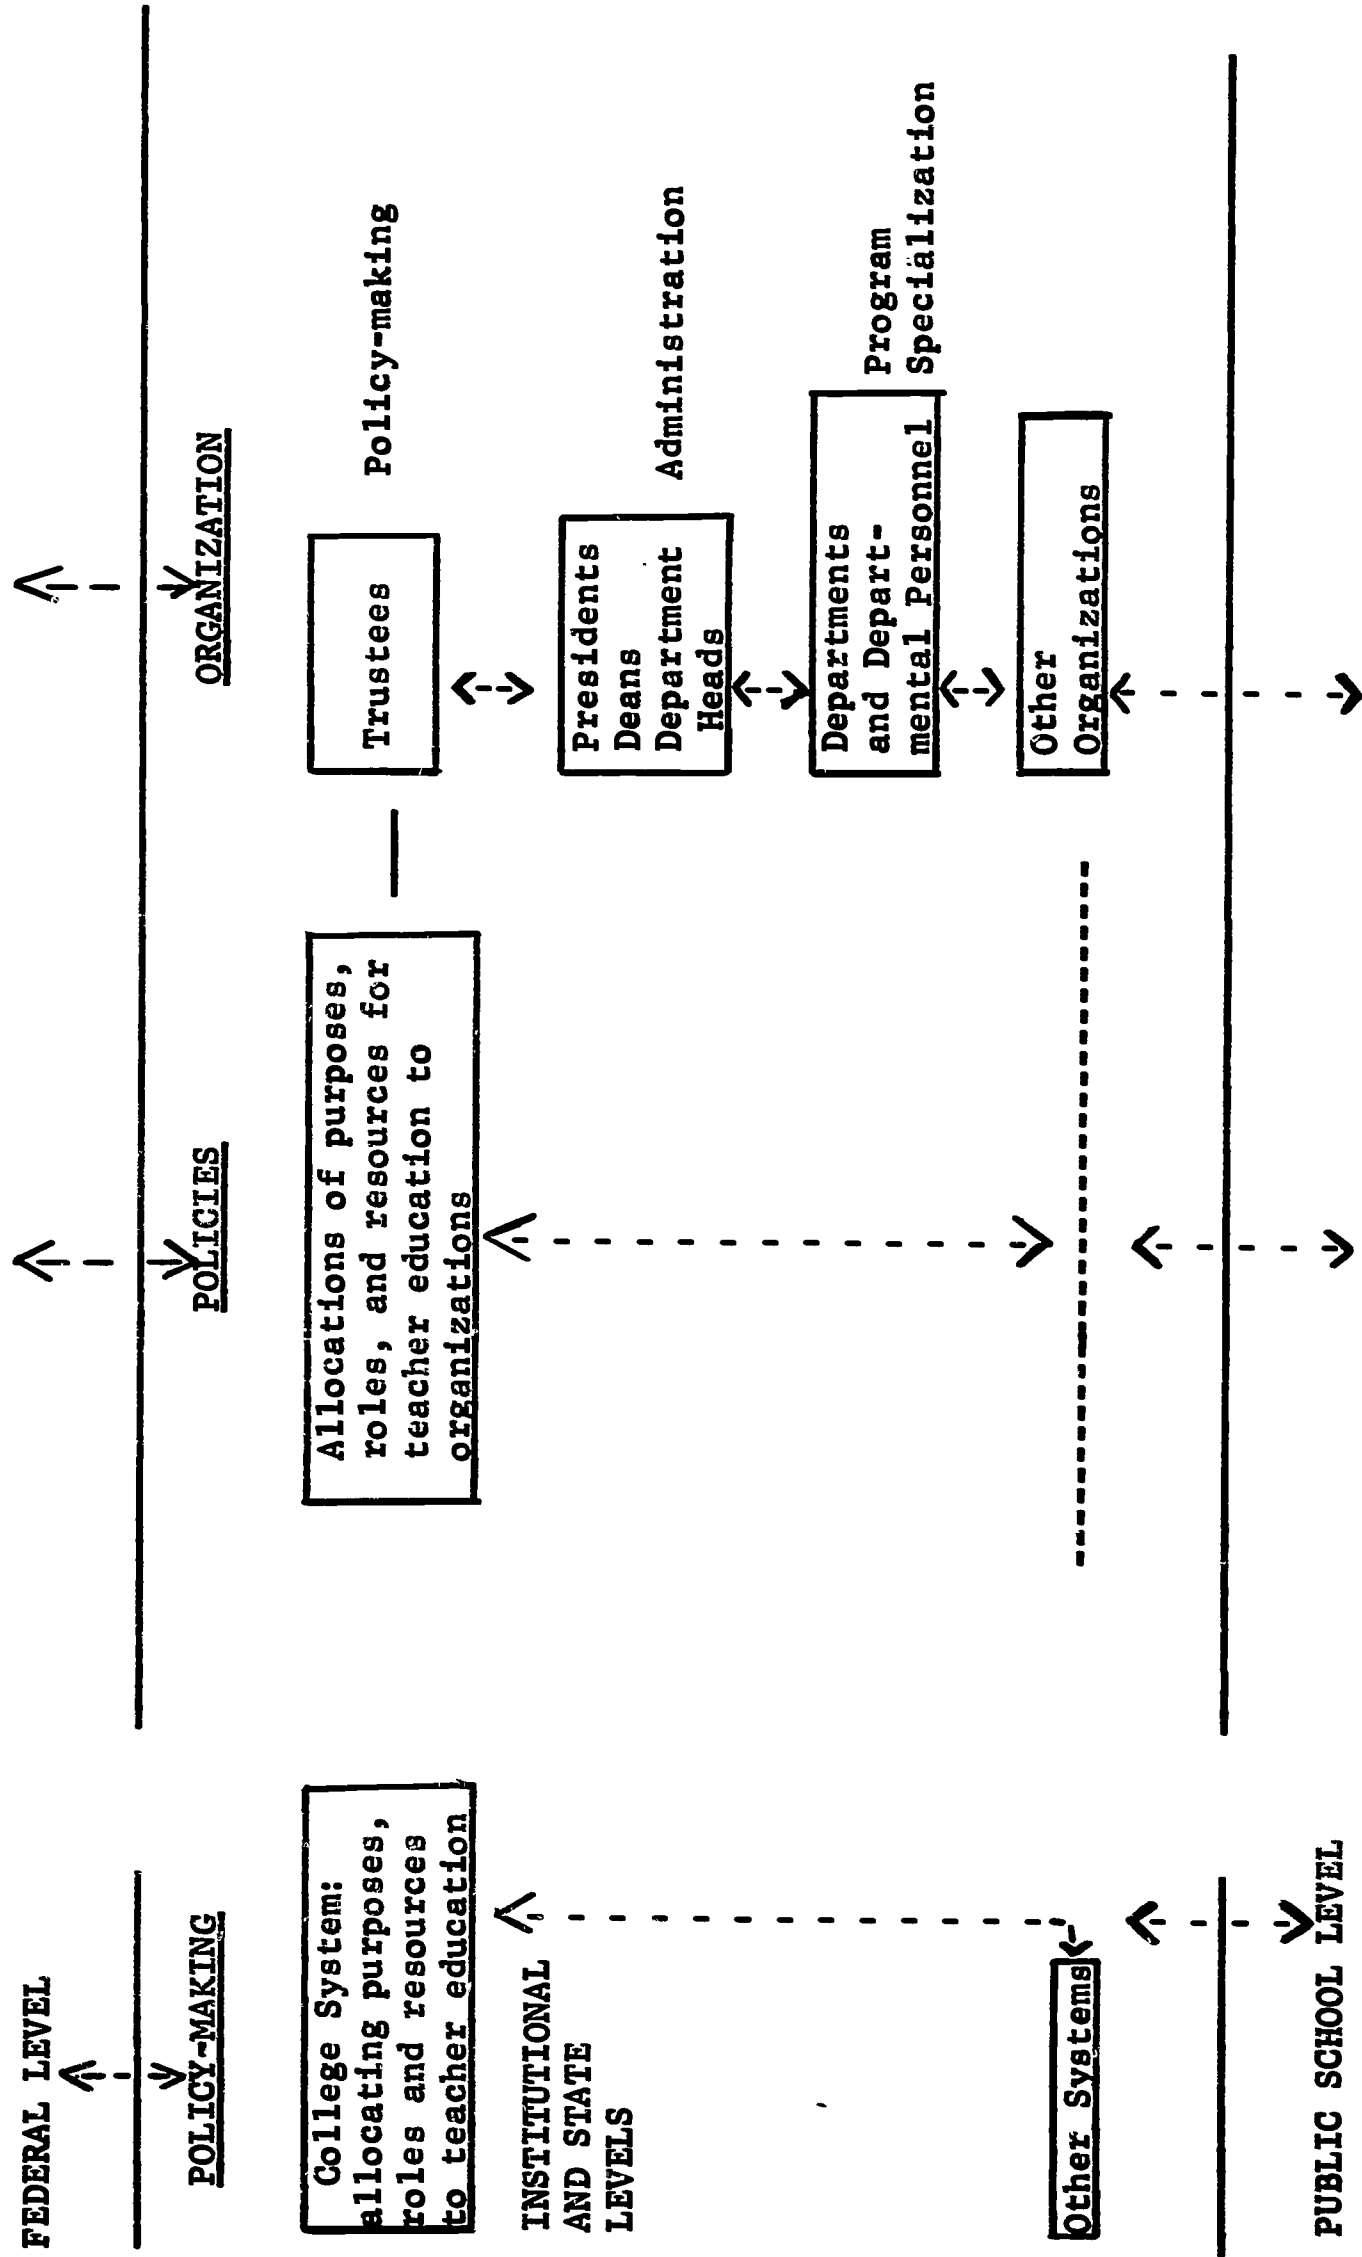 FEDERAL LEVEL
POLICY-MAKING
POLICIES
ORGANIZATION
College System:
allocating purposes,
roles and resources
to teacher education
Allocations of purposes,
roles, and resources for
teacher education to
organizations
Trustees
Policy-making
INSTITUTIONAL
AND STATE
LEVELS
Presidents
Deans
Department
Heads
Administration
Departments
and Depart-
mental Personnel
Program
Specialization
Other Systems
Other
Organizations
PUBLIC SCHOOL LEVEL